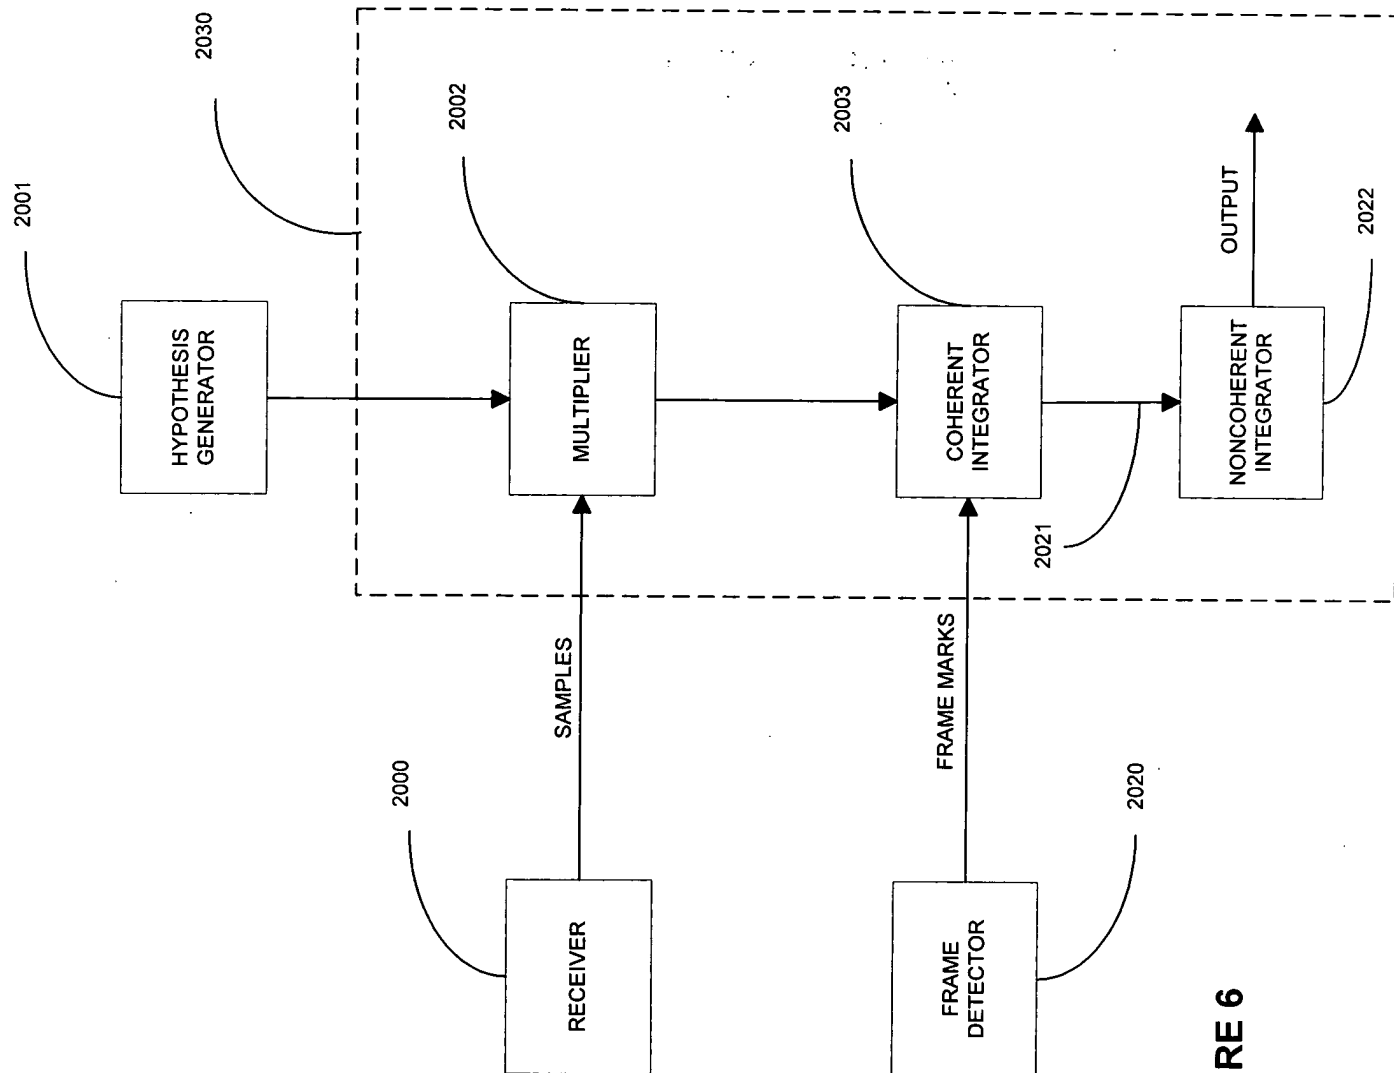 2030
2001
2002
2003
HYPOTHESIS
GENERATOR
MULTIPLIER
COHERENT
INTEGRATOR
NONCOHERENT
INTEGRATOR
OUTPUT
2022
2021
SAMPLES
FRAME MARKS
2000
2020
RECEIVER
FRAME
DETECTOR
RE 6